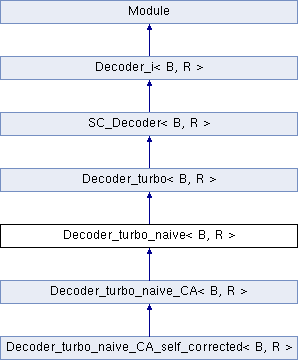 Module
Decoder_i< B, R >
SC_Decoder< B, R >
Decoder_turbo< B, R >
Decoder_turbo_naive< B, R >
Decoder_turbo_naive_CA< B, R >
Decoder_turbo_naive_CA_self_corrected< B, R >